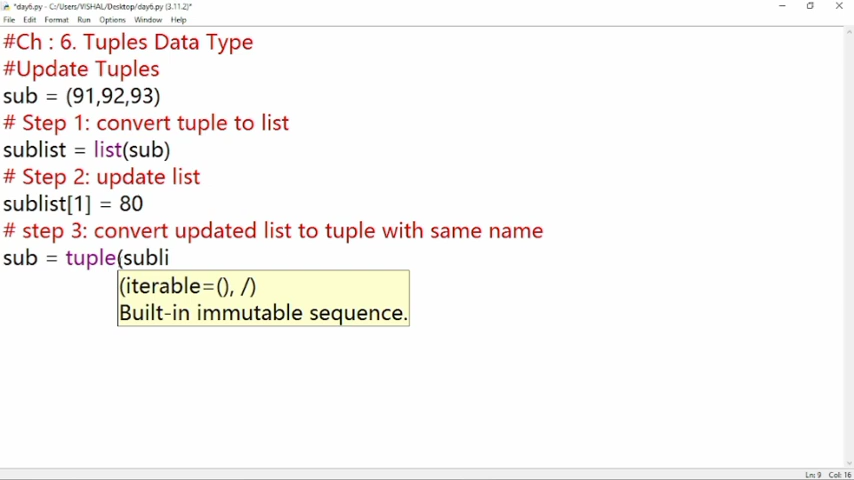 *day6.py - C:/Users/VISHAL/Desktop/day6.py (3.11.2)*
File Edit Format Run Options Window Help
#Ch : 6. Tuples Data Type
#Update Tuples
sub = (91,92,93)
# Step 1: convert tuple to list
sublist = list(sub)
# Step 2: update list
sublist[1] = 80
# step 3: convert updated list to tuple with same name
sub = tuple(subli
(iterable=(), /)
Built-in immutable sequence.
Ln: 9 Col: 16